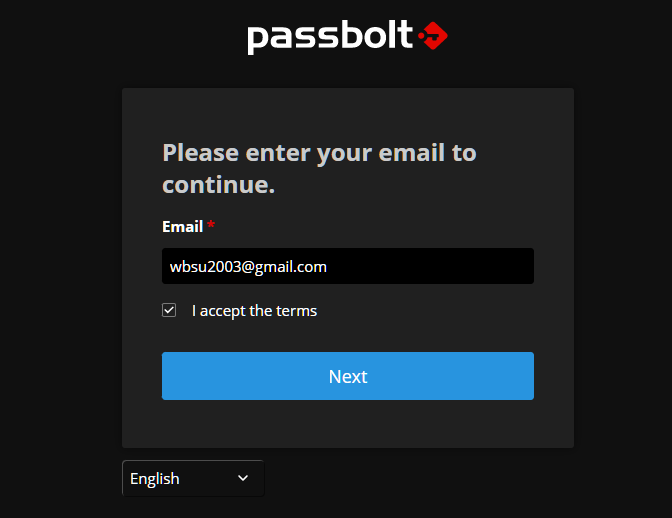 passbolt
Please enter your email to
continue.
Email *
wbsu2003@gmail.com
I accept the terms
Next
English